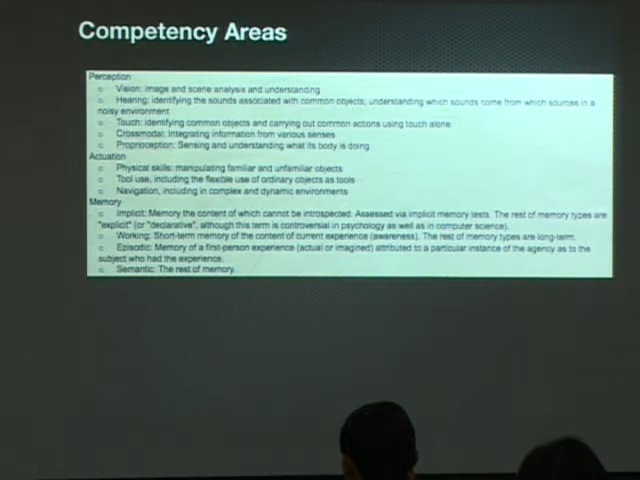 Competency Areas
Perception
o Vision: image and scene analysis and understanding
o Hearing: identifying the sounds associated with common objects; understanding which sounds come from which sources in a
noisy environment
o Touch: identifying common objects and carrying out common actions using touch alone
o Crossmodal: Integrating information from various senses
o Proprioception: Sensing and understanding what its body is doing
Actuation
o Physical skills: manipulating familiar and unfamiliar objects
o Tool use, including the flexible use of ordinary objects as tools
o Navigation, including in complex and dynamic environments
Memory
o Implicit: Memory the content of which cannot be introspected. Assessed via implicit memory tests. The rest of memory types are
"explicit" (or "declarative", although this term is controversial in psychology as well as in computer science).
o Working: Short-term memory of the content of current experience (awareness). The rest of memory types are long-term.
o Episodic: Memory of a first-person experience (actual or imagined) attributed to a particular instance of the agency as to the
subject who had the experience.
o Semantic: The rest of memory.